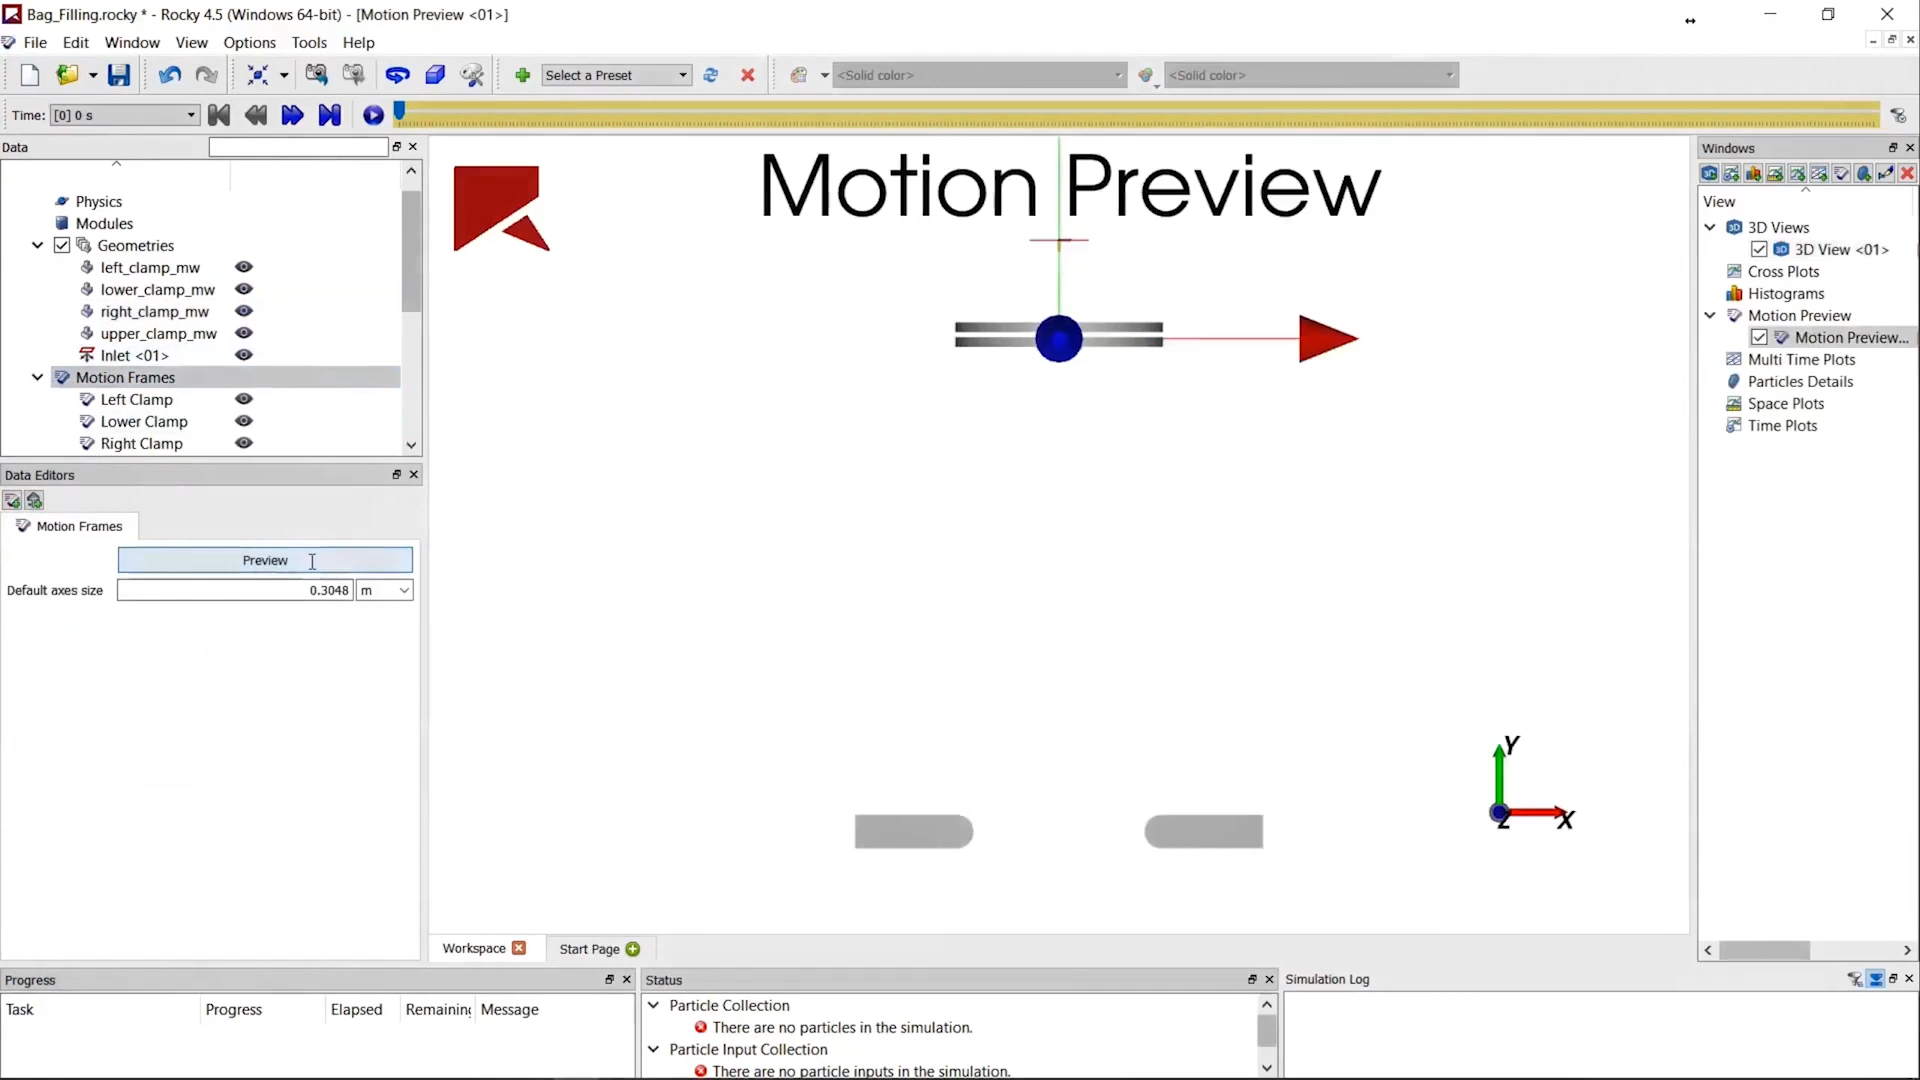 Bag_Filling.rocky * - Rocky 4.5 (Windows 64-bit) - [Motion Preview <01>]
File Edit Window View Options Tools Help
Select a Preset <Solid color> <Solid color>
Time: [0] 0 s
Data
Physics
Modules
Geometries
left_clamp_mw
lower_clamp_mw
right_clamp_mw
upper_clamp_mw
Inlet <01>
Motion Frames
Left Clamp
Lower Clamp
Right Clamp
Data Editors
Motion Frames
Preview
Default axes size 0.3048 m
Motion Preview
Y
Z X
Workspace Start Page
Windows
View
3D Views
3D View <01>
Cross Plots
Histograms
Motion Preview
Motion Preview...
Multi Time Plots
Particles Details
Space Plots
Time Plots
Progress
Task Progress Elapsed Remaining Message
Status
Particle Collection
There are no particles in the simulation.
Particle Input Collection
There are no particle inputs in the simulation.
Simulation Log